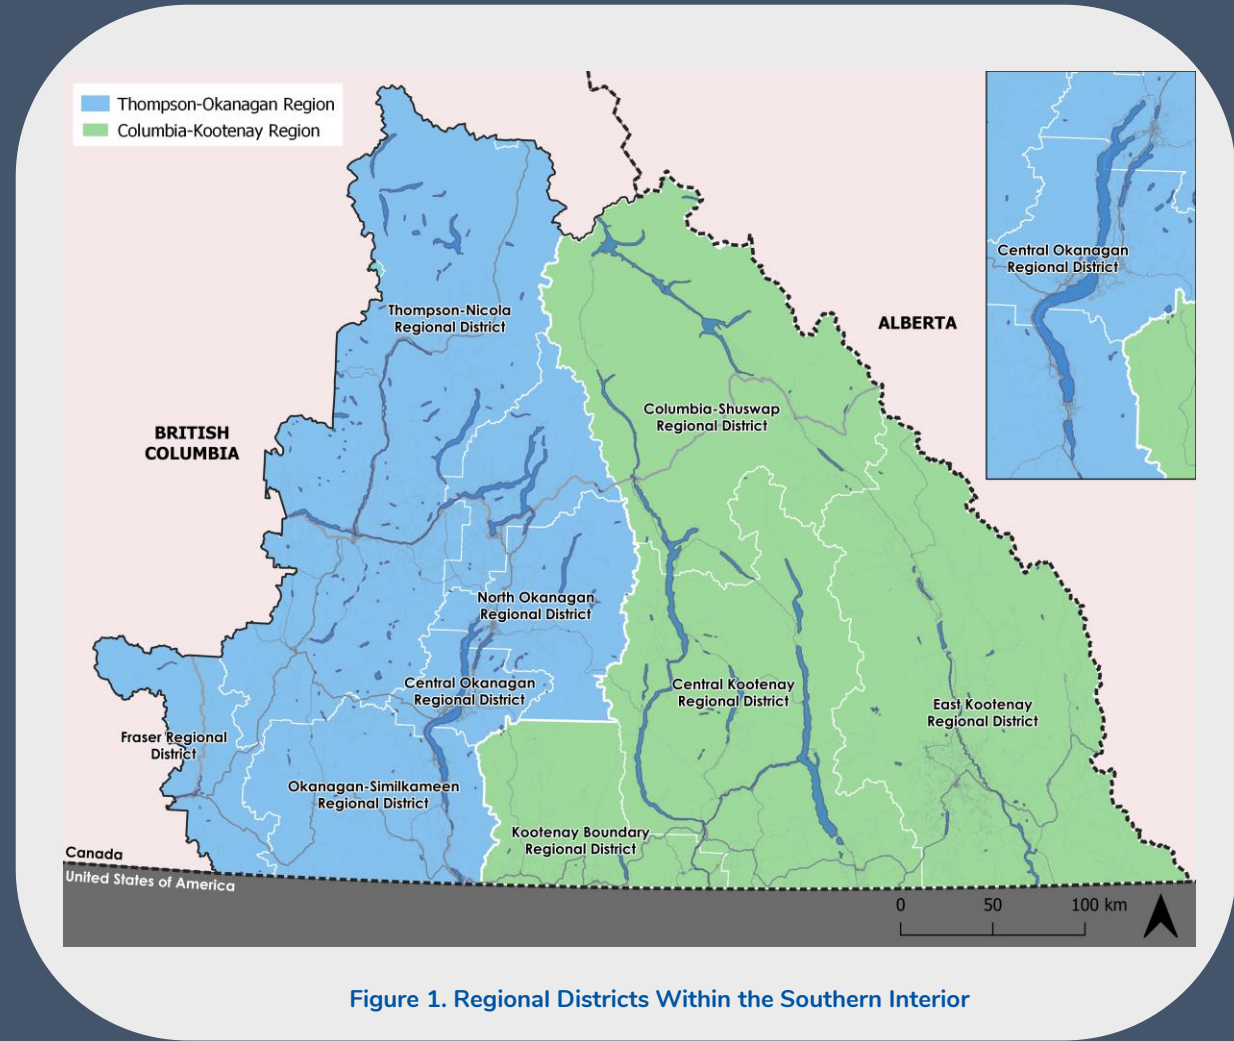 Thompson-Okanagan Region
Columbia-Kootenay Region
Central Okanagan
Regional District
Thompson-Nicola
Regional District
ALBERTA
Columbia-Shuswap
Regional District
BRITISH
COLUMBIA
North Okanagan
Regional District
Central Okanagan
Regional District
Central Kootenay
Regional District
East Kootenay
Regional District
Fraser Regional
District
Okanagan-Similkameen
Regional District
Kootenay Boundary
Regional District
Canada
United States of America
0 50 100 km
Figure 1. Regional Districts Within the Southern Interior